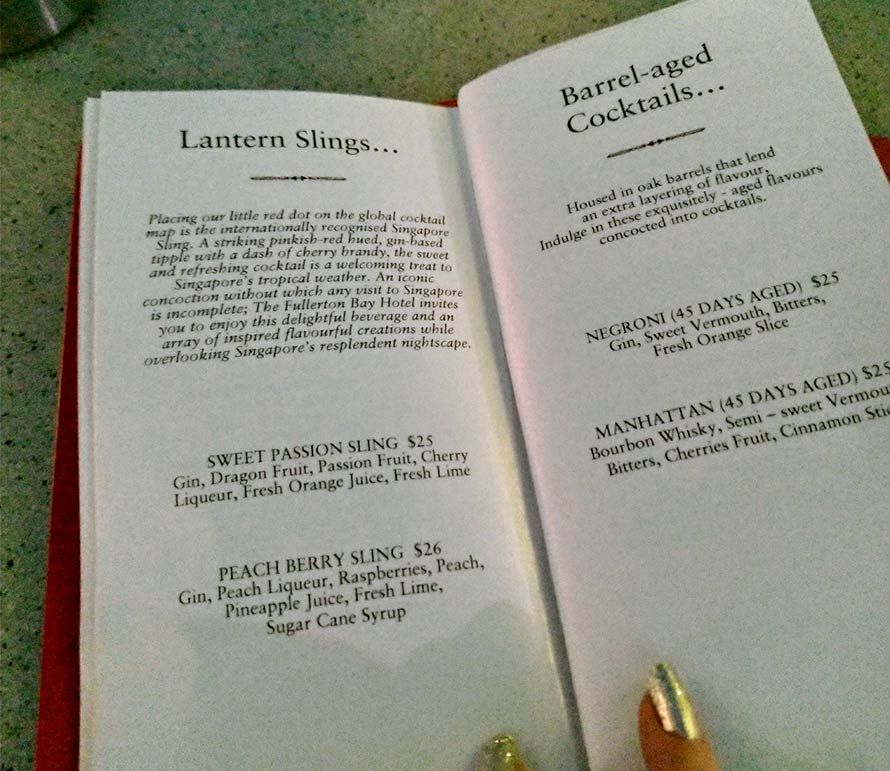 Lantern Slings...
Placing our little red dot on the global cocktail
map is the internationally recognised Singapore
Sling. A striking pinkish-red hued, gin-based
tipple with a dash of cherry brandy, the sweet
and refreshing cocktail is a welcoming treat to
Singapore's tropical weather. An iconic
concoction without which any visit to Singapore
is incomplete; The Fullerton Bay Hotel invites
you to enjoy this delightful beverage and an
array of inspired flavourful creations while
overlooking Singapore's resplendent nightscape.
SWEET PASSION SLING $25
Gin, Dragon Fruit, Passion Fruit, Cherry
Liqueur, Fresh Orange Juice, Fresh Lime
PEACH BERRY SLING $26
Gin, Peach Liqueur, Raspberries, Peach,
Pineapple Juice, Fresh Lime,
Sugar Cane Syrup
Barrel-aged
Cocktails...
Housed in oak barrels that lend
an extra layering of flavour,
Indulge in these exquisitely - aged flavours
concocted into cocktails.
NEGRONI (45 DAYS AGED) $25
Gin, Sweet Vermouth, Bitters,
Fresh Orange Slice
MANHATTAN (45 DAYS AGED) $25
Bourbon Whisky, Semi – sweet Vermou
Bitters, Cherries Fruit, Cinnamon Stic